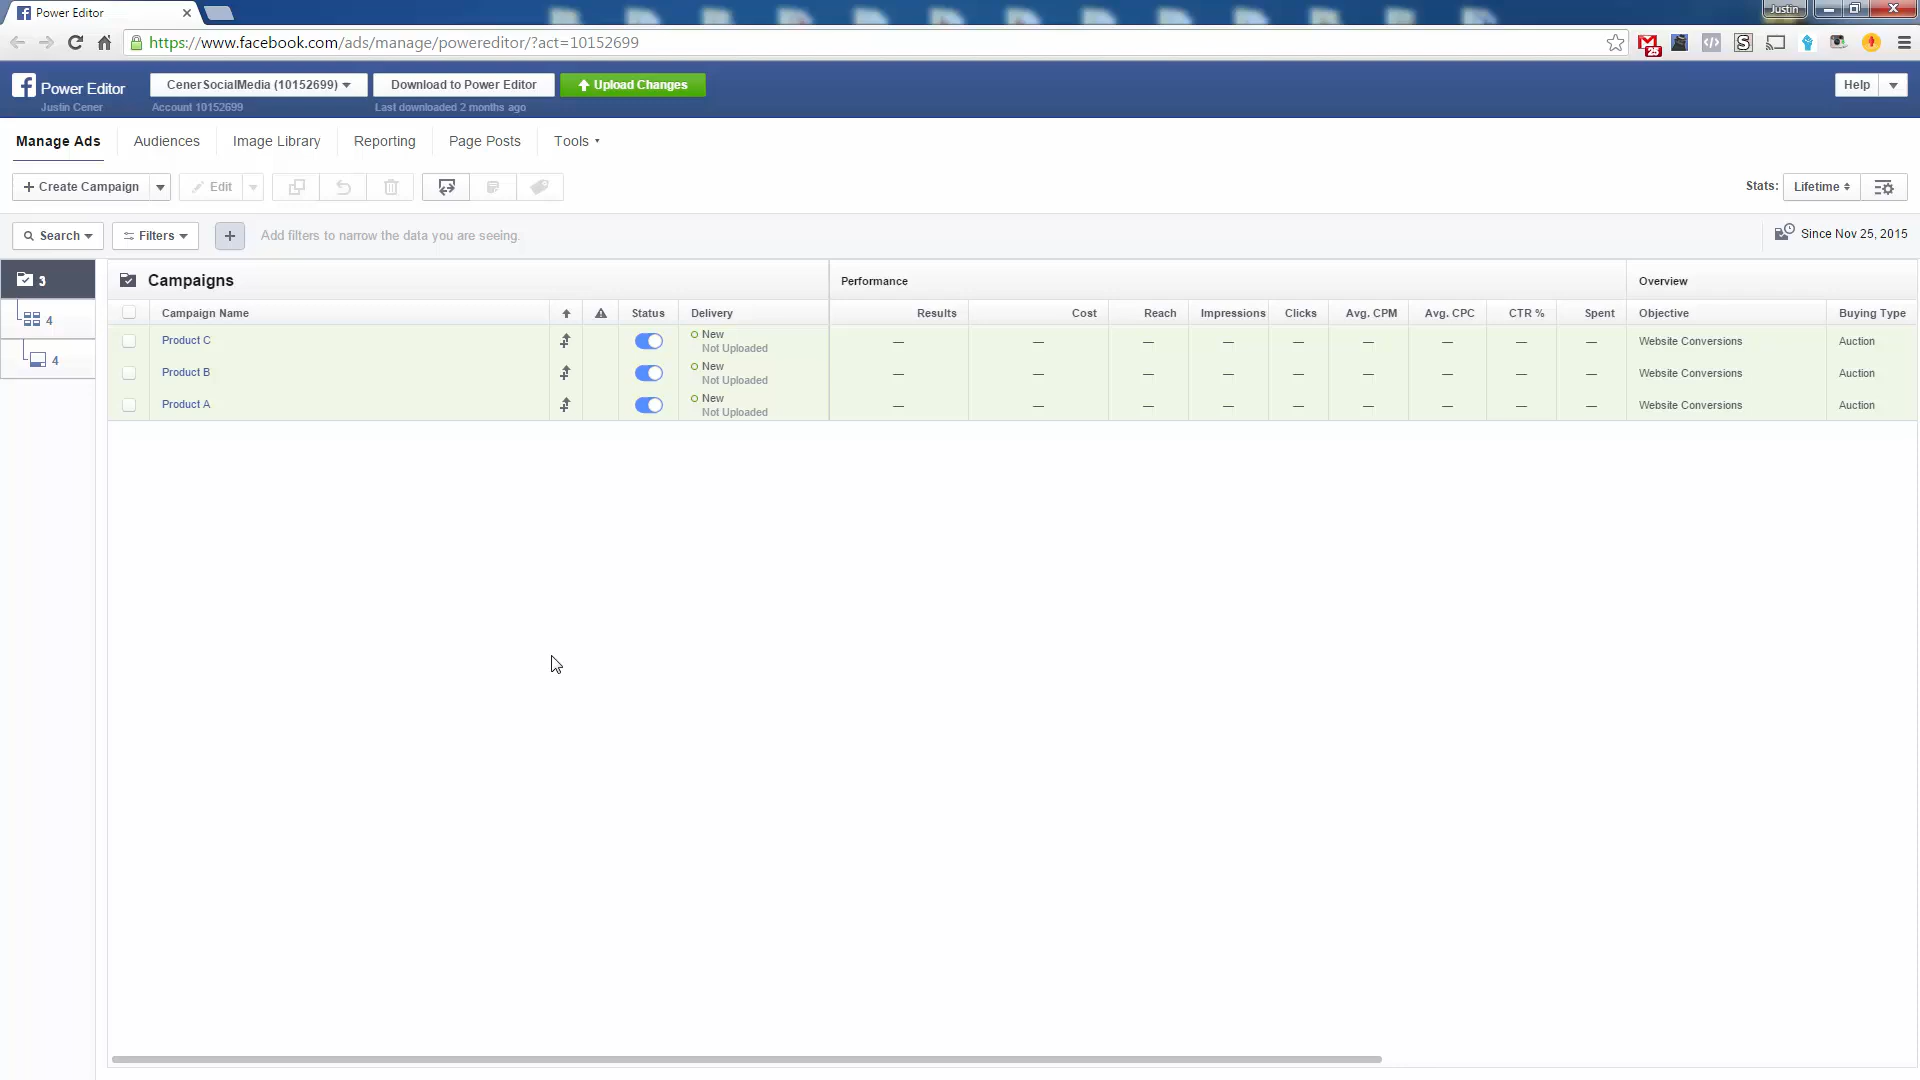 Power Editor
Justin
https://www.facebook.com/ads/manage/powereditor/?act=10152699
25
Power Editor
CenerSocialMedia (10152699)
Download to Power Editor
Upload Changes
Help
Justin Cener
Account 10152699
Last downloaded 2 months ago
Manage Ads
Audiences
Image Library
Reporting
Page Posts
Tools
+ Create Campaign
Edit
Stats:
Lifetime
Search
Filters
+
Add filters to narrow the data you are seeing.
Since Nov 25, 2015
3
Campaigns
Performance
Overview
Campaign Name
Status
Delivery
Results
Cost
Reach
Impressions
Clicks
Avg. CPM
Avg. CPC
CTR %
Spent
Objective
Buying Type
4
Product C
New
Not Uploaded
— — — — — — — — —
Website Conversions
Auction
4
Product B
New
Not Uploaded
— — — — — — — — —
Website Conversions
Auction
Product A
New
Not Uploaded
— — — — — — — — —
Website Conversions
Auction